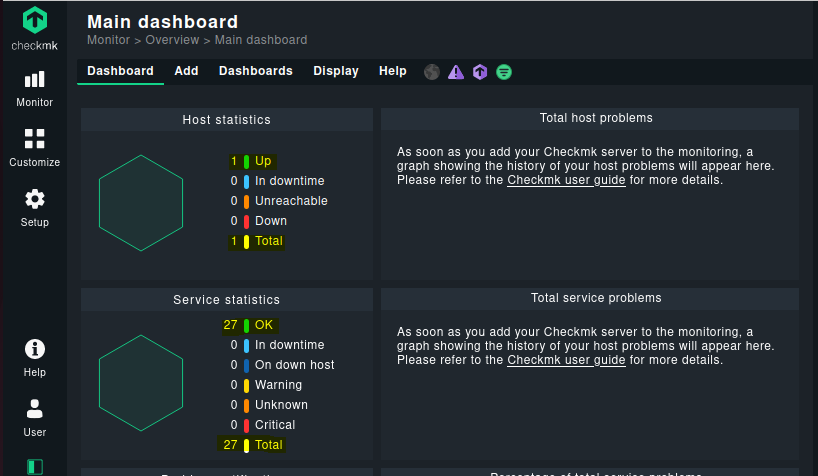 Main dashboard
Monitor > Overview > Main dashboard
checkmk
Dashboard Add Dashboards Display Help
Monitor
Customize
Setup
Help
User
Host statistics
1 Up
0 In downtime
0 Unreachable
0 Down
1 Total
Total host problems
As soon as you add your Checkmk server to the monitoring, a
graph showing the history of your host problems will appear here.
Please refer to the Checkmk user guide for more details.
Service statistics
27 OK
0 In downtime
0 On down host
0 Warning
0 Unknown
0 Critical
27 Total
Total service problems
As soon as you add your Checkmk server to the monitoring, a
graph showing the history of your host problems will appear here.
Please refer to the Checkmk user guide for more details.
Percentage of total service problems